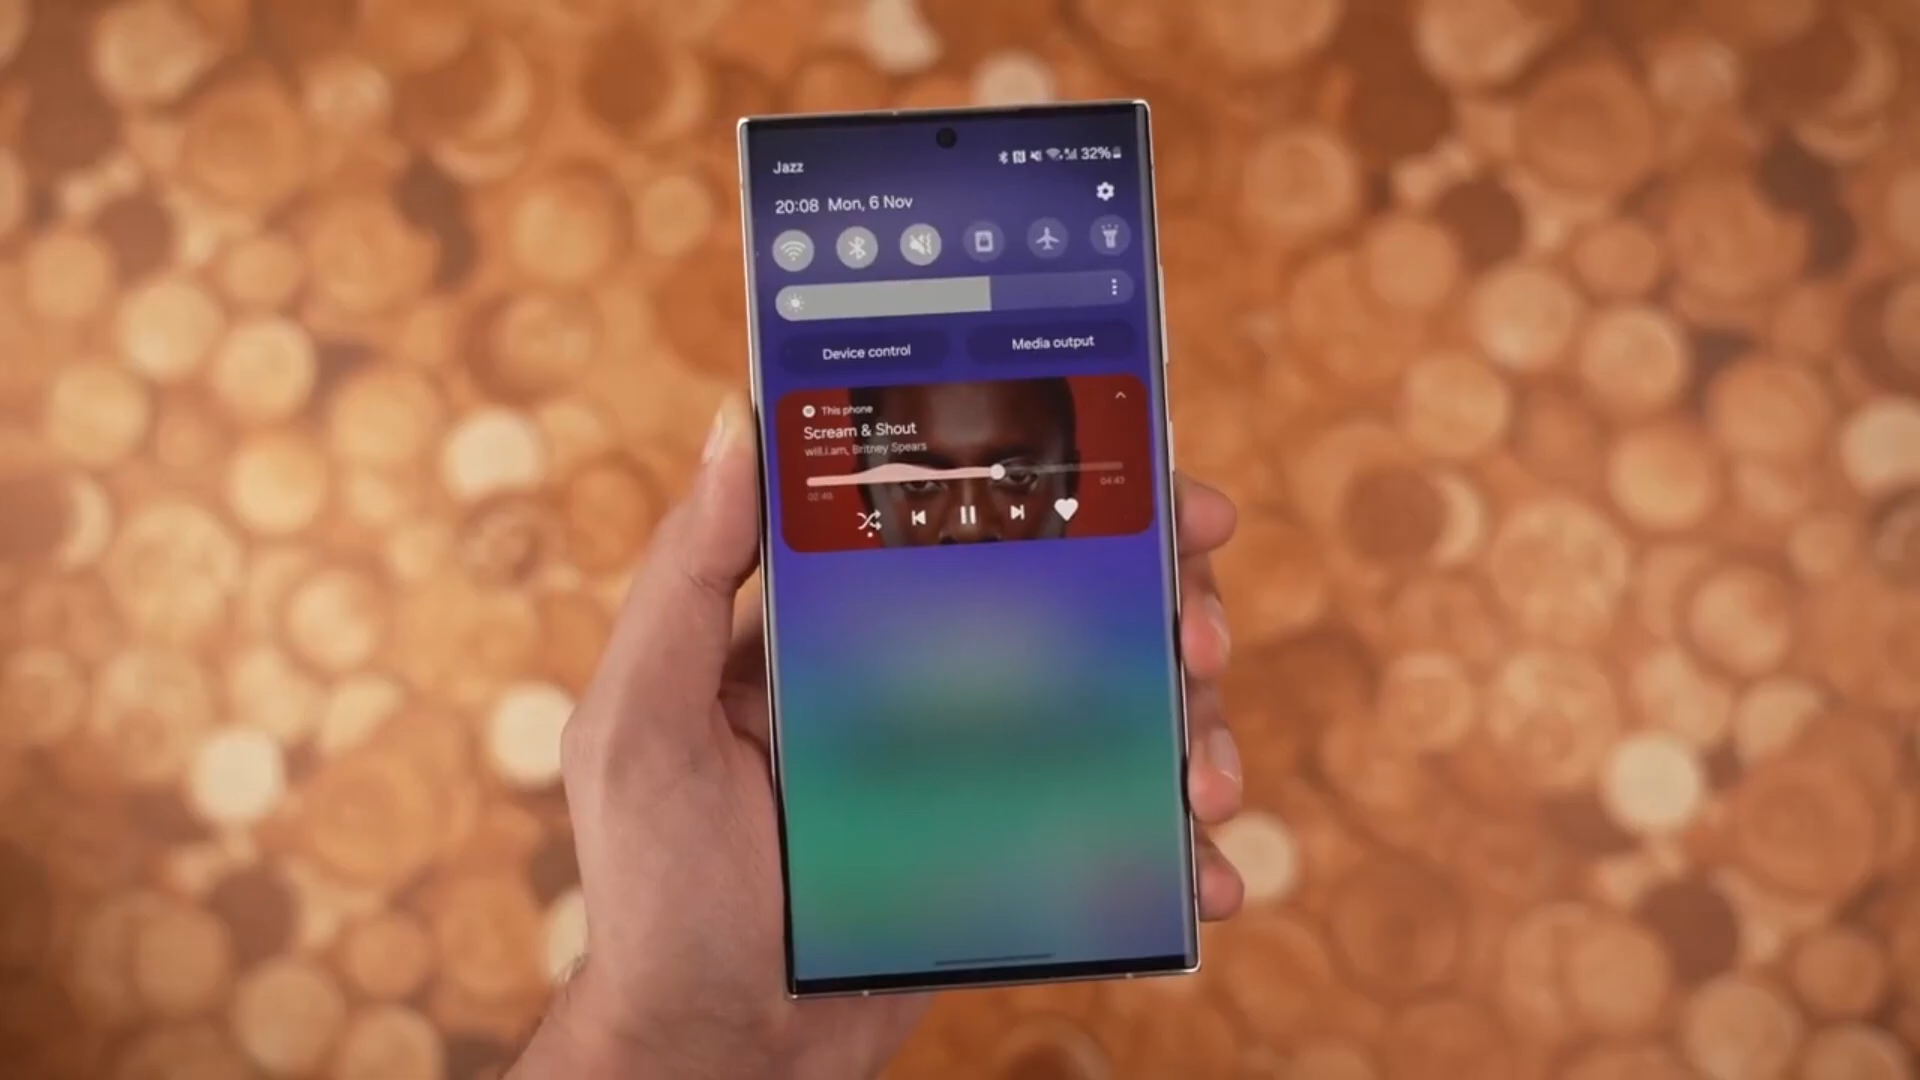 Jazz
32%
20:08 Mon, 6 Nov
Device control
Media output
This phone
Scream & Shout
will.i.am, Britney Spears
02:48
04:43